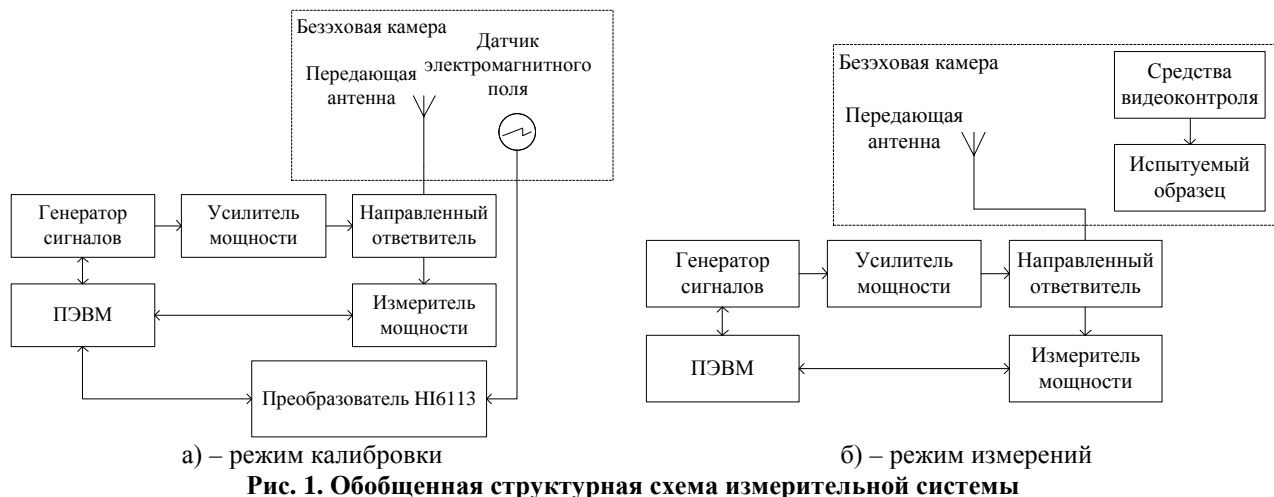 Безэховая камера
Датчик
электромагнитного
поля
Передающая
антенна
Генератор
сигналов
Усилитель
мощности
Направленный
ответвитель
ПЭВМ
Измеритель
мощности
Преобразователь HI6113
а) – режим калибровки
Безэховая камера
Средства
видеоконтроля
Передающая
антенна
Испытуемый
образец
Генератор
сигналов
Усилитель
мощности
Направленный
ответвитель
ПЭВМ
Измеритель
мощности
б) – режим измерений
Рис. 1. Обобщенная структурная схема измерительной системы